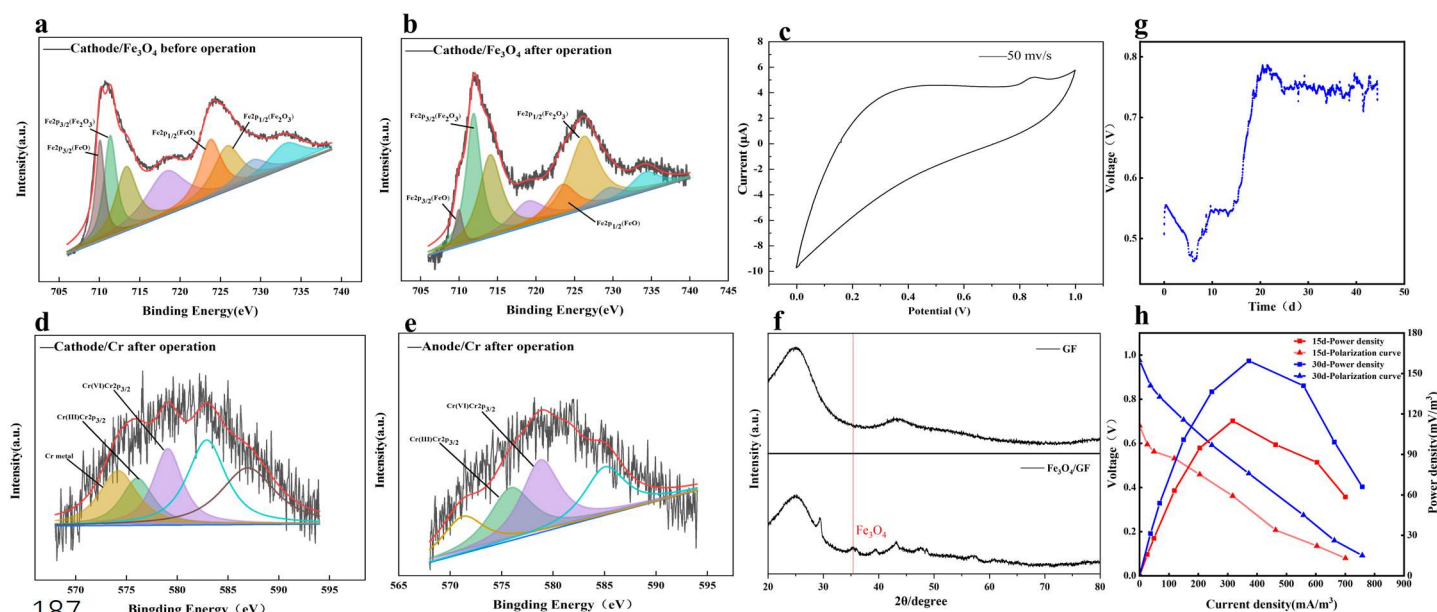 a
Cathode/Fe3O4 before operation
Fe2p3/2(Fe2O3)
Fe2p3/2(FeO)
Fe2p1/2(FeO)
Fe2p1/2(Fe2O3)
Intensity(a.u.)
705 710 715 720 725 730 735 740
Binding Energy(eV)
b
Cathode/Fe3O4 after operation
Fe2p3/2(Fe2O3)
Fe2p3/2(FeO)
Fe2p1/2(Fe2O3)
Fe2p1/2(FeO)
Intensity(a.u.)
705 710 715 720 725 730 735 740 745
Binding Energy(eV)
c
50 mv/s
Current (μA)
8
6
4
2
0
-2
-4
-6
-8
-10
0.0 0.2 0.4 0.6 0.8 1.0
Potential (V)
g
Voltage（V）
0.8
0.7
0.6
0.5
0 10 20 30 40 50
Time（d）
d
Cathode/Cr after operation
Cr(VI)Cr2p3/2
Cr(III)Cr2p3/2
Cr metal
Intensity(a.u.)
570 575 580 585 590 595
Bingding Energy（eV）
e
Anode/Cr after operation
Cr(VI)Cr2p3/2
Cr(III)Cr2p3/2
Intensity(a.u.)
565 570 575 580 585 590 595
Bingding Energy（eV）
f
GF
Fe3O4/GF
Fe3O4
Intensity (a.u.)
20 30 40 50 60 70 80
2θ/degree
h
15d-Power density
15d-Polarization curve
30d-Power density
30d-Polarization curve
Voltage（V）
1.0
0.8
0.6
0.4
0.2
0.0
180
150
120
90
60
30
0
Power density(mV/m3)
0 100 200 300 400 500 600 700 800 900
Current density(mA/m3)
187